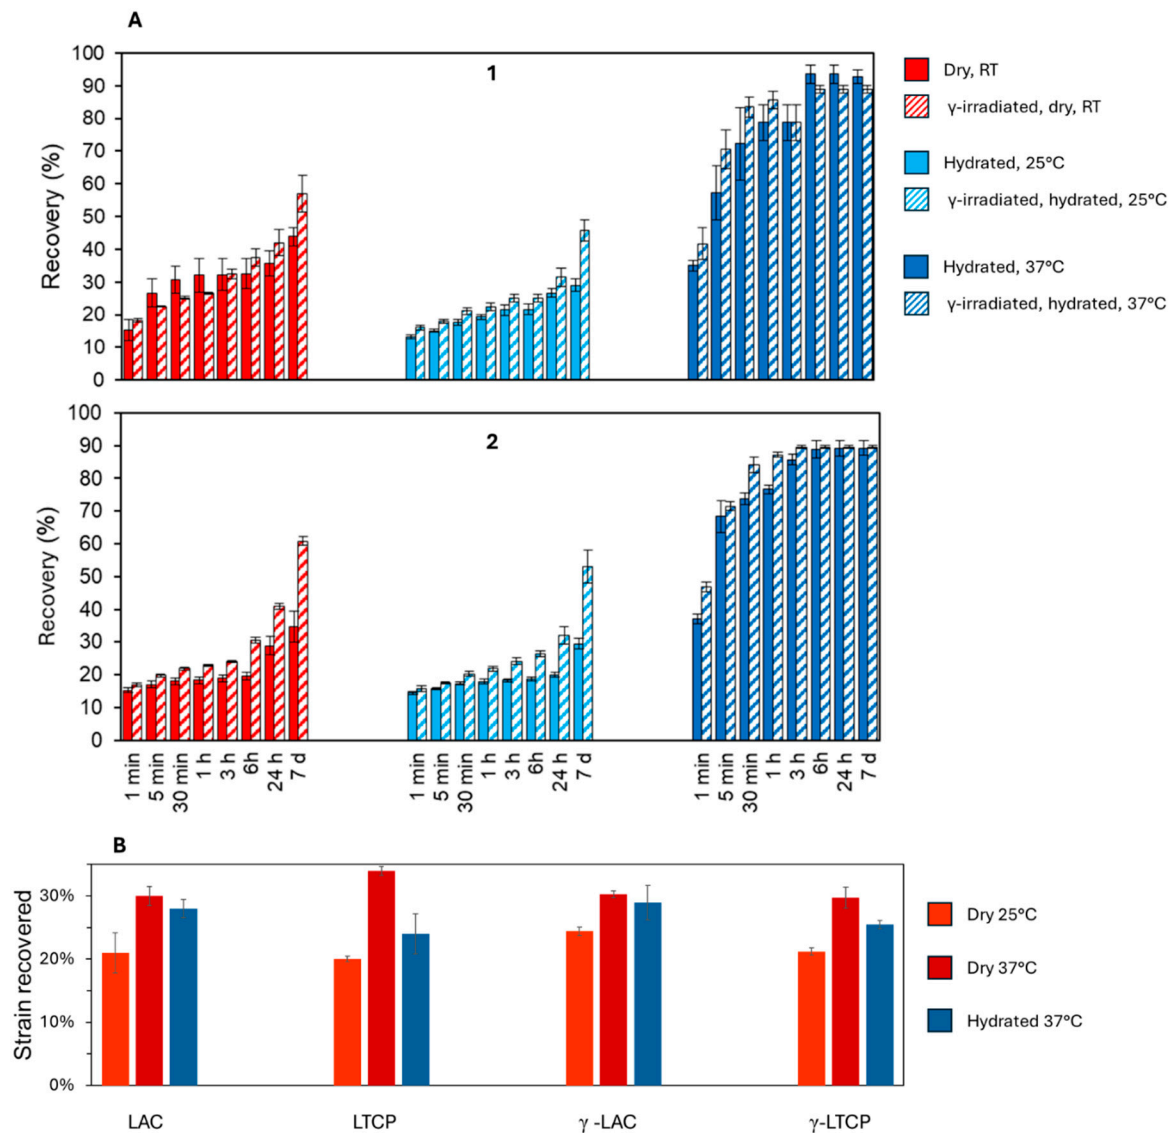 A
1
100
90
80
70
60
50
40
30
20
10
0
Recovery (%)
Dry, RT
γ-irradiated, dry, RT
Hydrated, 25°C
γ-irradiated, hydrated, 25°C
Hydrated, 37°C
γ-irradiated, hydrated, 37°C
2
100
90
80
70
60
50
40
30
20
10
0
Recovery (%)
1 min
5 min
30 min
1 h
3 h
6h
24 h
7 d
1 min
5 min
30 min
1 h
3 h
6h
24 h
7 d
1 min
5 min
30 min
1 h
3 h
6h
24 h
7 d
B
30%
20%
10%
0%
Strain recovered
LAC
LTCP
γ -LAC
γ-LTCP
Dry 25°C
Dry 37°C
Hydrated 37°C